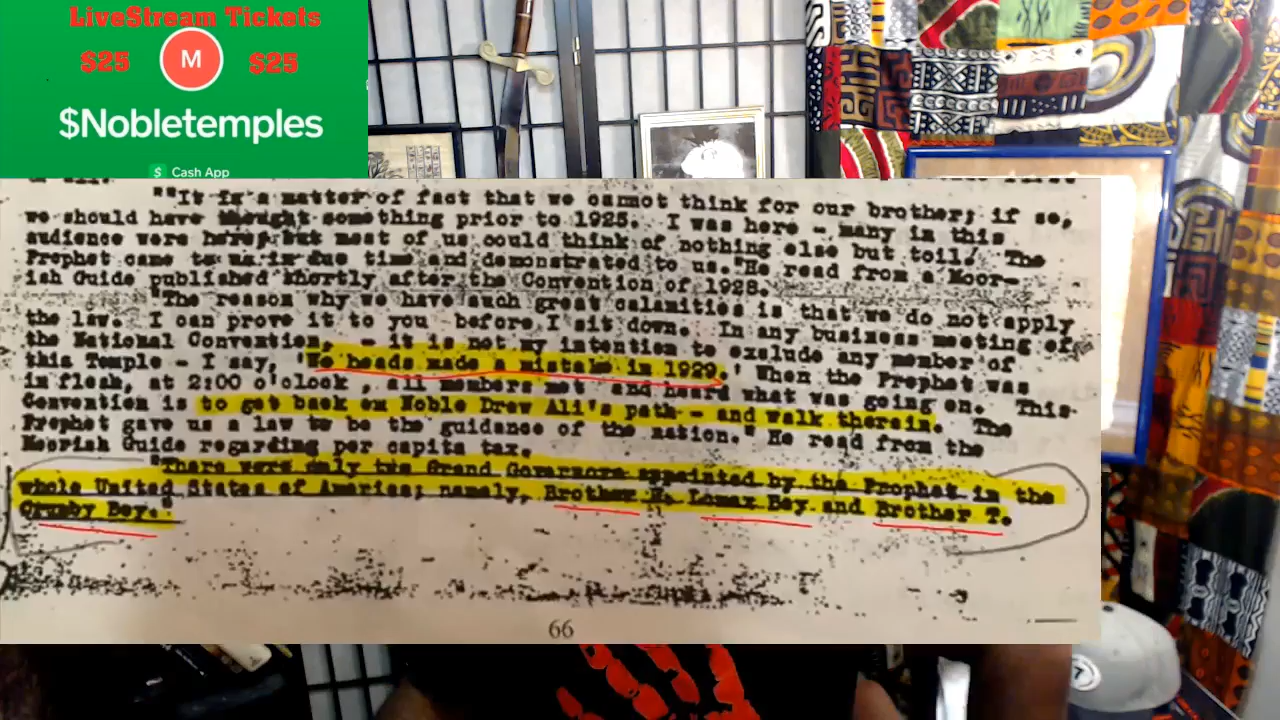 LiveStream Tickets
$25 M $25
$Nobletemples
$ Cash App
""It is a matter of fact that we cannot think for our brother; if so,
we should have thought something prior to 1925. I was here - many in this
audience were here, but most of us could think of nothing else but toil. The
Prophet came to us in due time and demonstrated to us." He read from a Moor-
ish Guide published shortly after the Convention of 1928.
"The reason why we have such great calamities is that we do not apply
the law. I can prove it to you before I sit down. In any business meeting of
the National Convention, - it is not my intention to exclude any member of
this Temple - I say, 'We heads made a mistake in 1929.' When the Prophet was
in flesh, at 2:00 o'clock, all members met and heard what was going on. This
Convention is to get back on Noble Drew Ali's path - and walk therein. The
Prophet gave us a law to be the guidance of the nation." He read from the
Moorish Guide regarding per capita tax.
"There were only two Grand Governors appointed by the Prophet in the
whole United States of America; namely, Brother Lomax Bey and Brother T.
Crumby Bey."
66